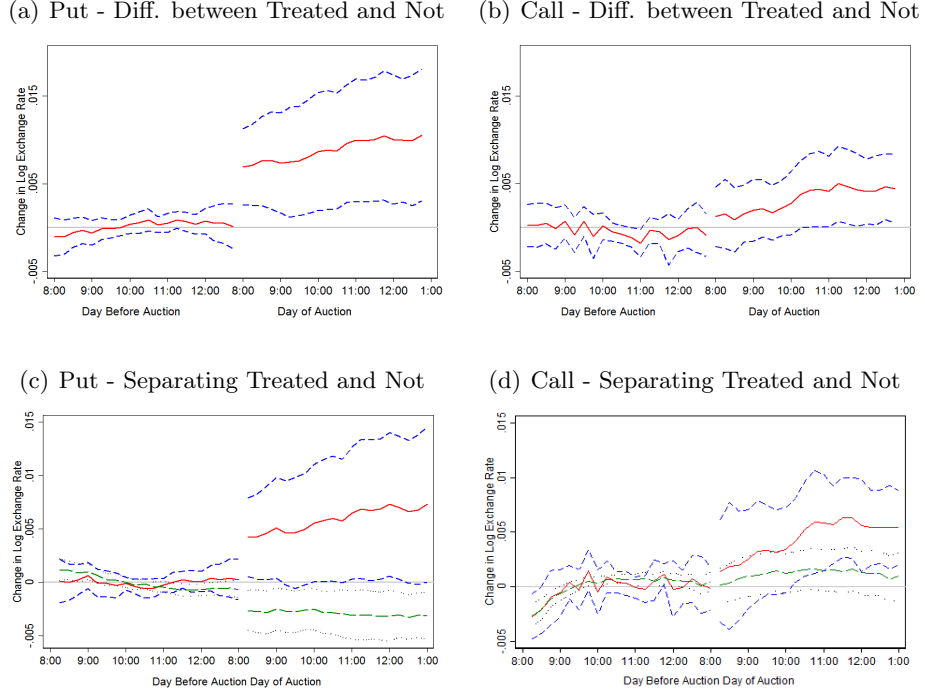 (a) Put - Diff. between Treated and Not
(b) Call - Diff. between Treated and Not
Change in Log Exchange Rate
-.005 .005 .015
8:00 9:00 10:00 11:00 12:00 8:00 9:00 10:00 11:00 12:00 1:00
Day Before Auction Day of Auction
Change in Log Exchange Rate
-.005 .005 .015
8:00 9:00 10:00 11:00 12:00 8:00 9:00 10:00 11:00 12:00 1:00
Day Before Auction Day of Auction
(c) Put - Separating Treated and Not
(d) Call - Separating Treated and Not
Change in Log Exchange Rate
-.005 0 .005 .01 .015
8:00 9:00 10:00 11:00 12:00 8:00 9:00 10:00 11:00 12:00 1:00
Day Before Auction Day of Auction
Change in Log Exchange Rate
-.005 0 .005 .01 .015
8:00 9:00 10:00 11:00 12:00 8:00 9:00 10:00 11:00 12:00 1:00
Day Before Auction Day of Auction